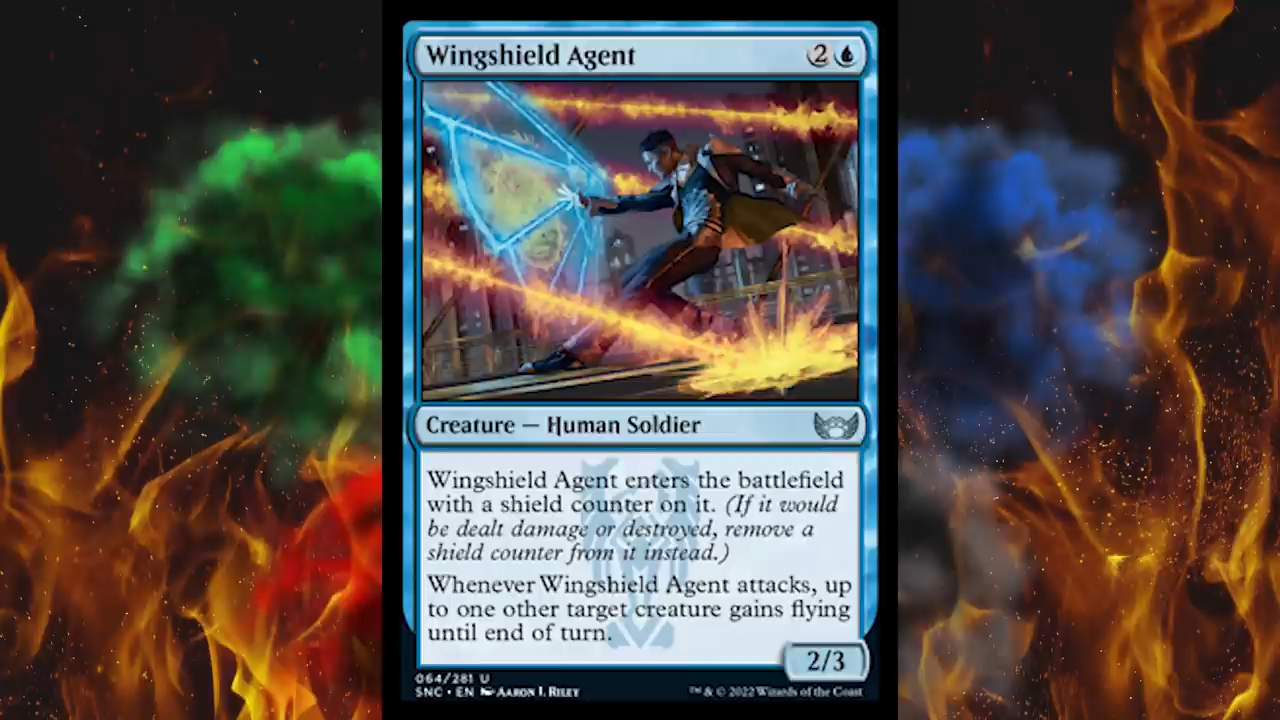 Wingshield Agent 2
Creature — Human Soldier
Wingshield Agent enters the battlefield
with a shield counter on it. (If it would
be dealt damage or destroyed, remove a
shield counter from it instead.)
Whenever Wingshield Agent attacks, up
to one other target creature gains flying
until end of turn.
2/3
064/281 U
SNC • EN Aaron J. Riley
™ & © 2022 Wizards of the Coast